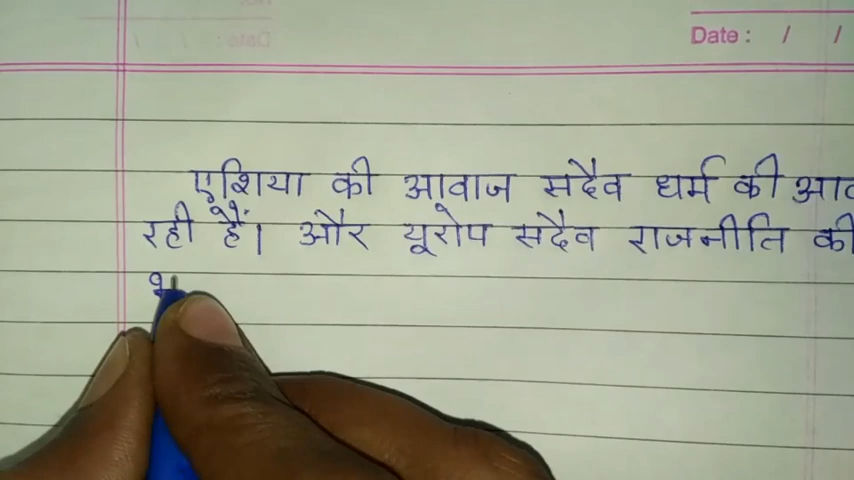 Date : / /
एशिया की आवाज सदैव धर्म की
रही हैं। और यूरोप सदैव राजनीति की